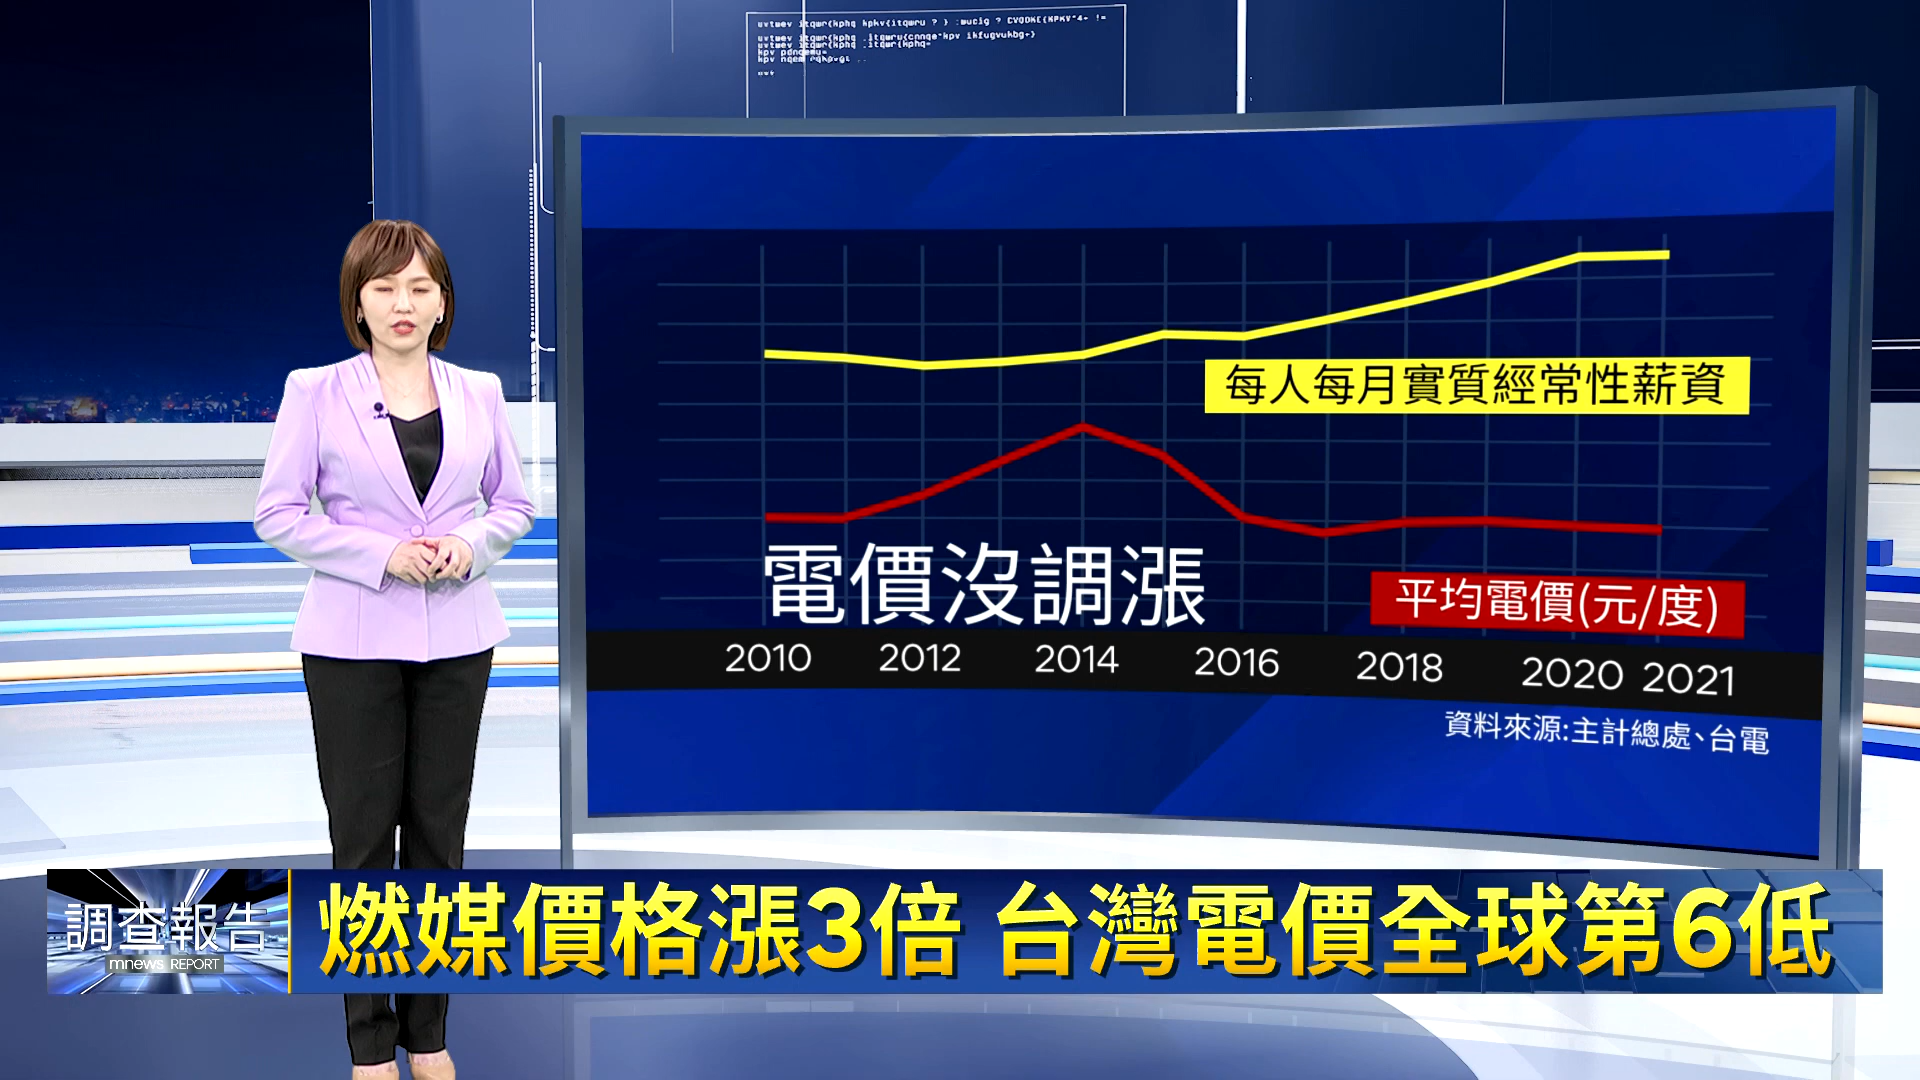 每人每月實質經常性薪資
電價沒調漲
平均電價(元/度)
2010 2012 2014 2016 2018 2020 2021
資料來源:主計總處、台電
調查報告
mnews REPORT
燃媒價格漲3倍 台灣電價全球第6低